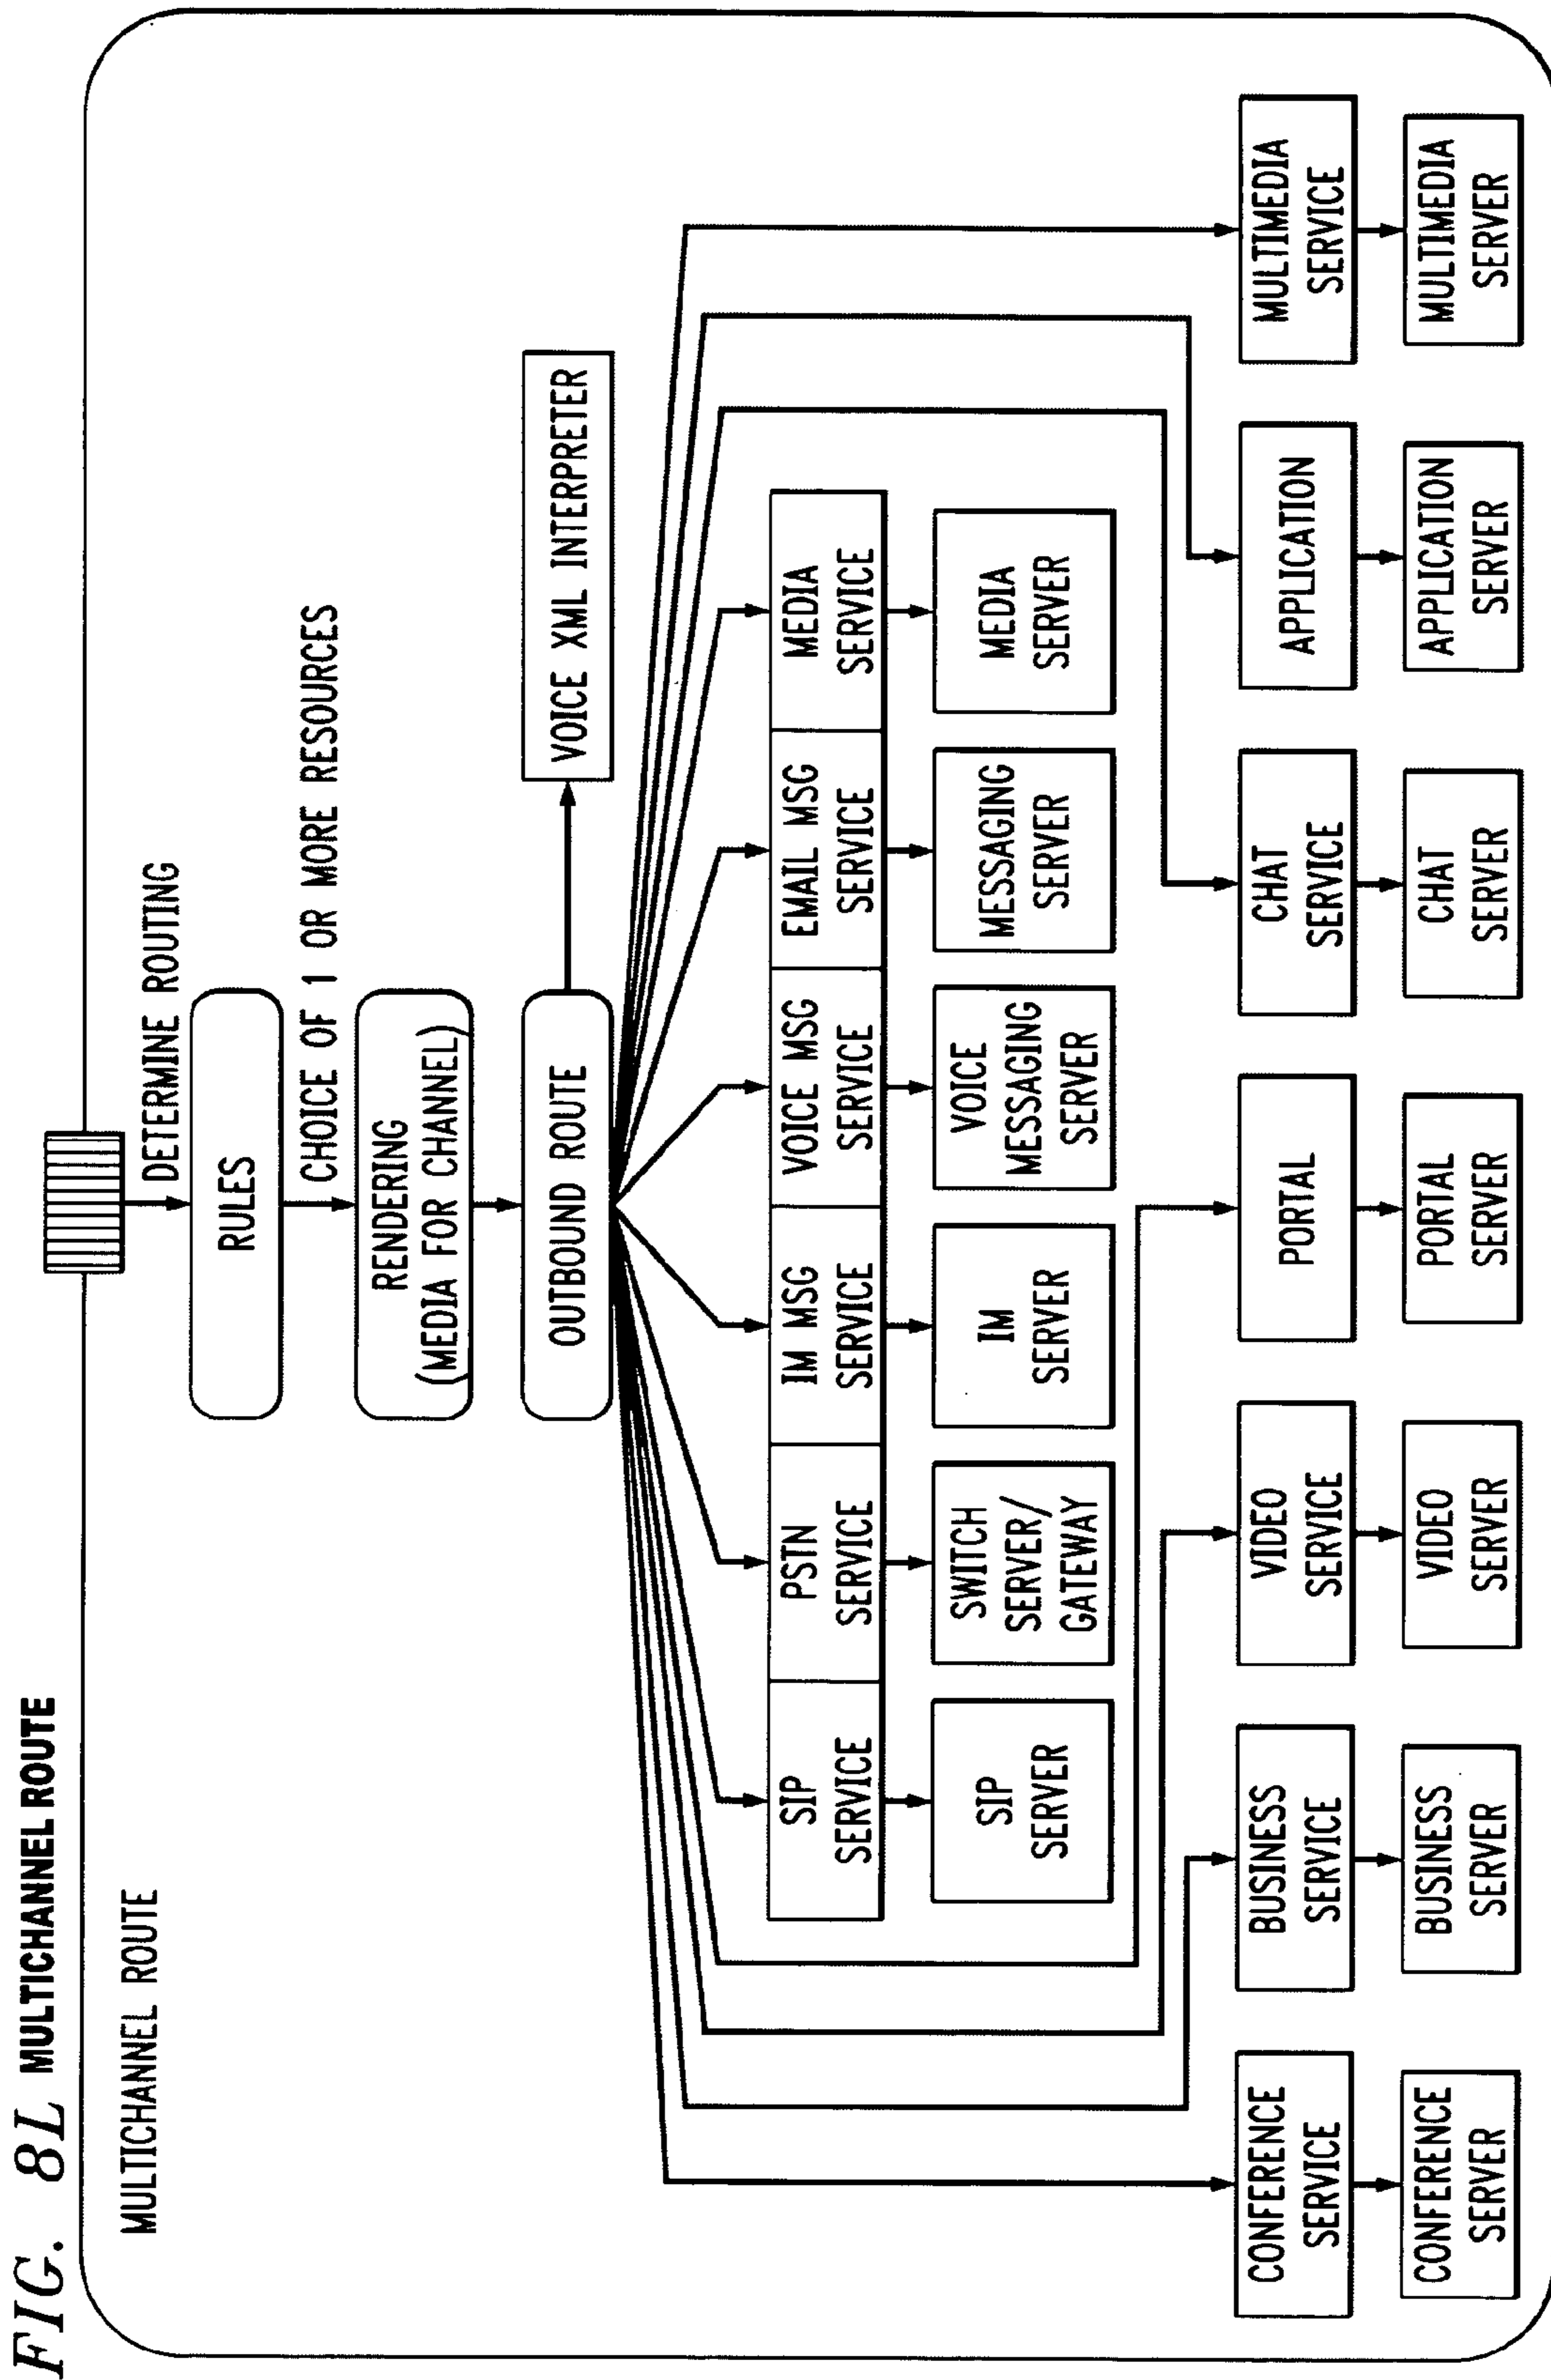 FIG. 8L MULTICHANNEL ROUTE
MULTICHANNEL ROUTE
DETERMINE ROUTING
RULES
CHOICE OF 1 OR MORE RESOURCES
RENDERING
(MEDIA FOR CHANNEL)
OUTBOUND ROUTE
VOICE XML INTERPRETER
SIP
SERVICE
PSTN
SERVICE
IM MSG
SERVICE
VOICE MSG
SERVICE
EMAIL MSG
SERVICE
MEDIA
SERVICE
SIP
SERVER
SWITCH
SERVER/
GATEWAY
IM
SERVER
VOICE
MESSAGING
SERVER
MESSAGING
SERVER
MEDIA
SERVER
CONFERENCE
SERVICE
BUSINESS
SERVICE
VIDEO
SERVICE
PORTAL
CHAT
SERVICE
APPLICATION
MULTIMEDIA
SERVICE
CONFERENCE
SERVER
BUSINESS
SERVER
VIDEO
SERVER
PORTAL
SERVER
CHAT
SERVER
APPLICATION
SERVER
MULTIMEDIA
SERVER